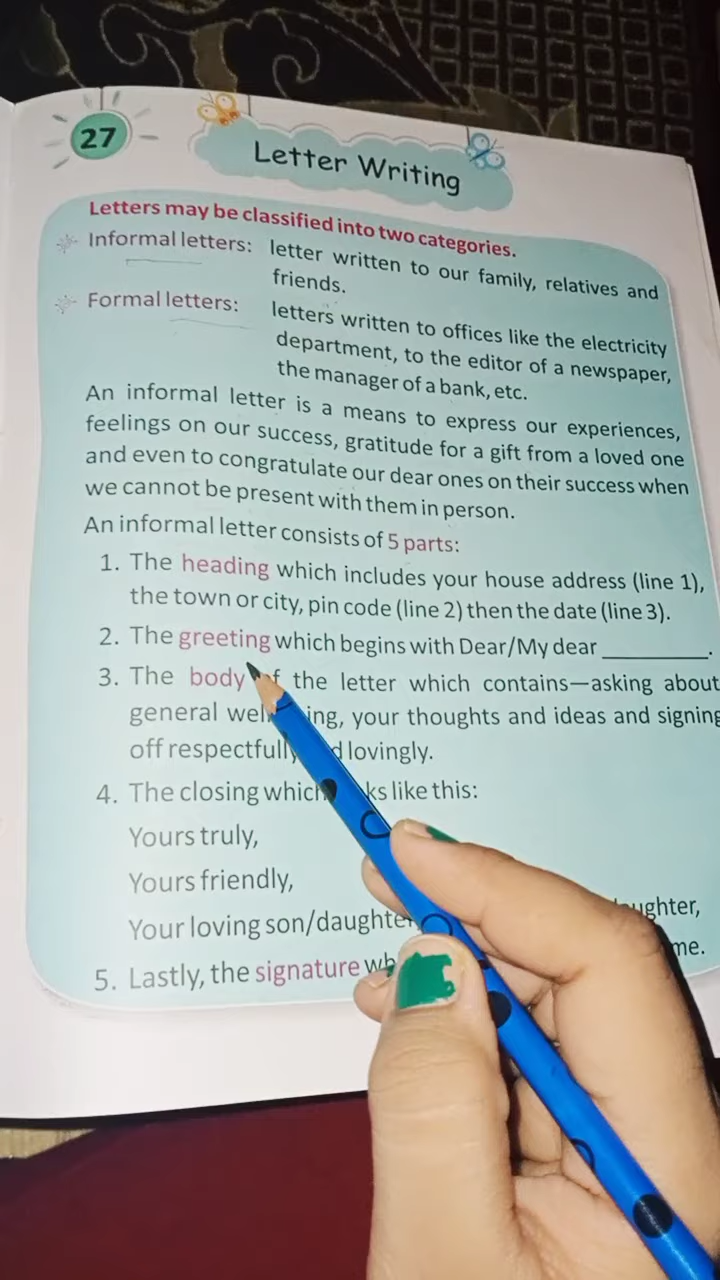 27
Letter Writing
Letters may be classified into two categories.
Informal letters: letter written to our family, relatives and
friends.
Formal letters: letters written to offices like the electricity
department, to the editor of a newspaper,
the manager of a bank, etc.
An informal letter is a means to express our experiences,
feelings on our success, gratitude for a gift from a loved one
and even to congratulate our dear ones on their success when
we cannot be present with them in person.
An informal letter consists of 5 parts:
1. The heading which includes your house address (line 1),
the town or city, pin code (line 2) then the date (line 3).
2. The greeting which begins with Dear/My dear ________.
3. The body of the letter which contains—asking about
general your thoughts and ideas and signing
off respectfully lovingly.
4. The closing which like this:
Yours truly,
Yours friendly,
Your loving son/daughter
5. Lastly, the signature